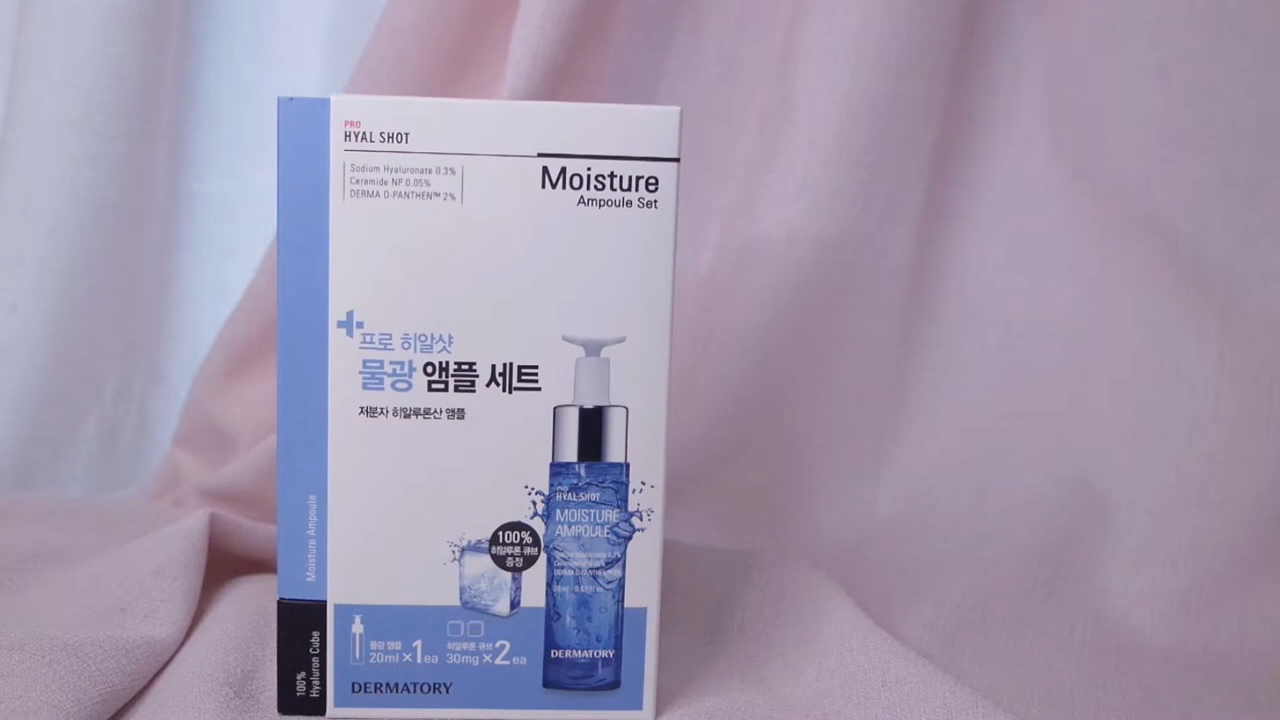 PRO
HYAL SHOT
Sodium Hyaluronate 0.3%
Ceramide NP 0.05%
DERMA D-PANTHEN™ 2%
Moisture
Ampoule Set
프로 히알샷
물광 앰플 세트
저분자 히알루론산 앰플
HYAL SHOT
MOISTURE
AMPOULE
100%
히알루론 큐브
증정
DERMATORY
물광 앰플
20ml ×1ea
히알루론 큐브
30mg ×2ea
DERMATORY
Moisture Ampoule
100%
Hyaluron Cube